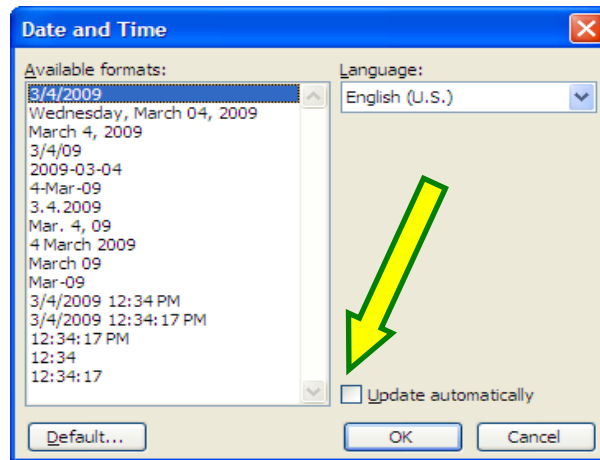 Date and Time
Available formats:
Language:
3/4/2009
English (U.S.)
Wednesday, March 04, 2009
March 4, 2009
3/4/09
2009-03-04
4-Mar-09
3.4.2009
Mar. 4, 09
4 March 2009
March 09
Mar-09
3/4/2009 12:34 PM
3/4/2009 12:34:17 PM
12:34:17 PM
12:34
12:34:17
Update automatically
Default...
OK
Cancel